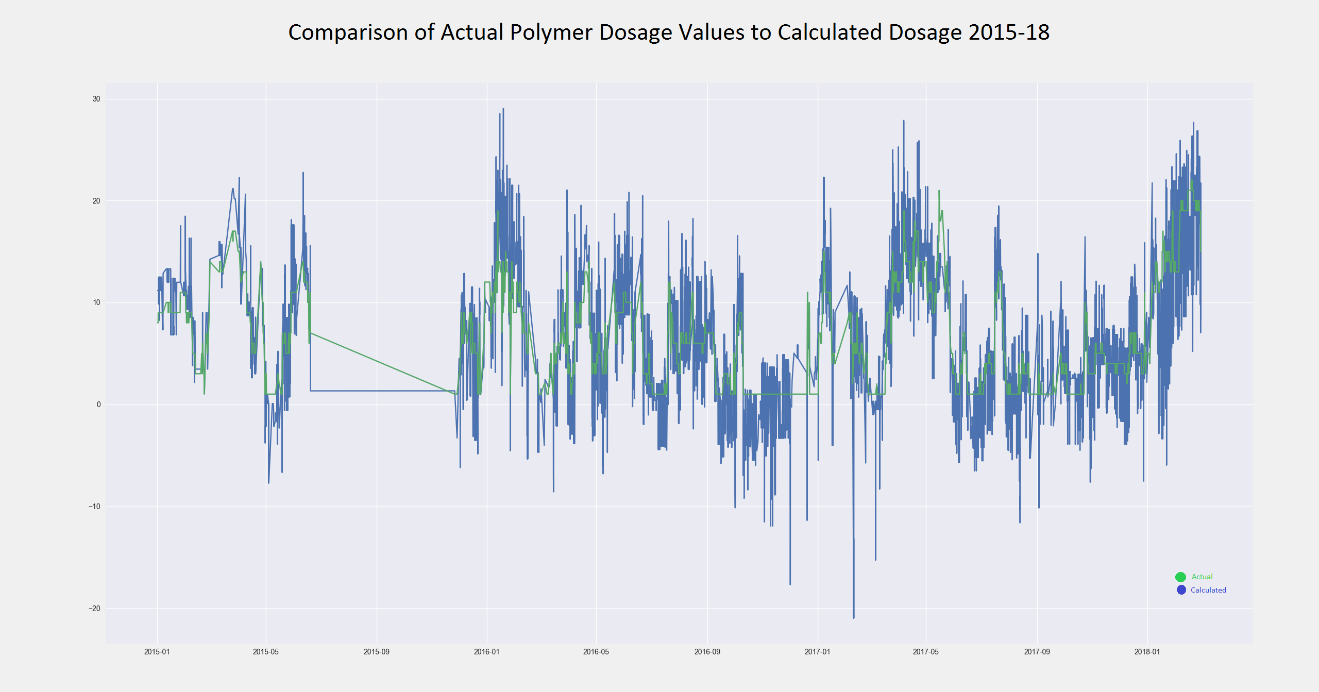 Comparison of Actual Polymer Dosage Values to Calculated Dosage 2015-18
30
20
10
0
−10
−20
Actual
Calculated
2015-01 2015-05 2015-09 2016-01 2016-05 2016-09 2017-01 2017-05 2017-09 2018-01